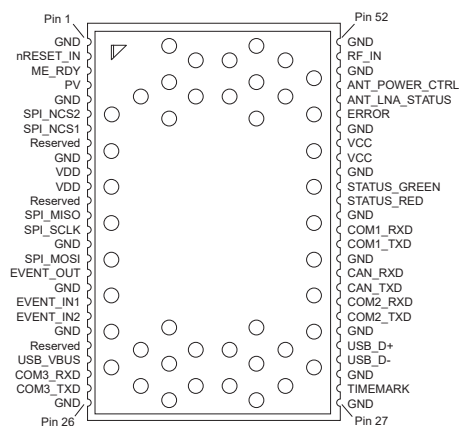 Pin 1
GND
nRESET_IN
ME_RDY
PV
GND
SPI_NCS2
SPI_NCS1
Reserved
GND
VDD
VDD
Reserved
SPI_MISO
SPI_SCLK
GND
SPI_MOSI
EVENT_OUT
GND
EVENT_IN1
EVENT_IN2
GND
Reserved
USB_VBUS
COM3_RXD
COM3_TXD
GND
Pin 26
Pin 52
GND
RF_IN
GND
ANT_POWER_CTRL
ANT_LNA_STATUS
ERROR
GND
VCC
VCC
GND
STATUS_GREEN
STATUS_RED
GND
COM1_RXD
COM1_TXD
GND
CAN_RXD
CAN_TXD
COM2_RXD
COM2_TXD
GND
USB_D+
USB_D-
GND
TIMEMARK
GND
Pin 27